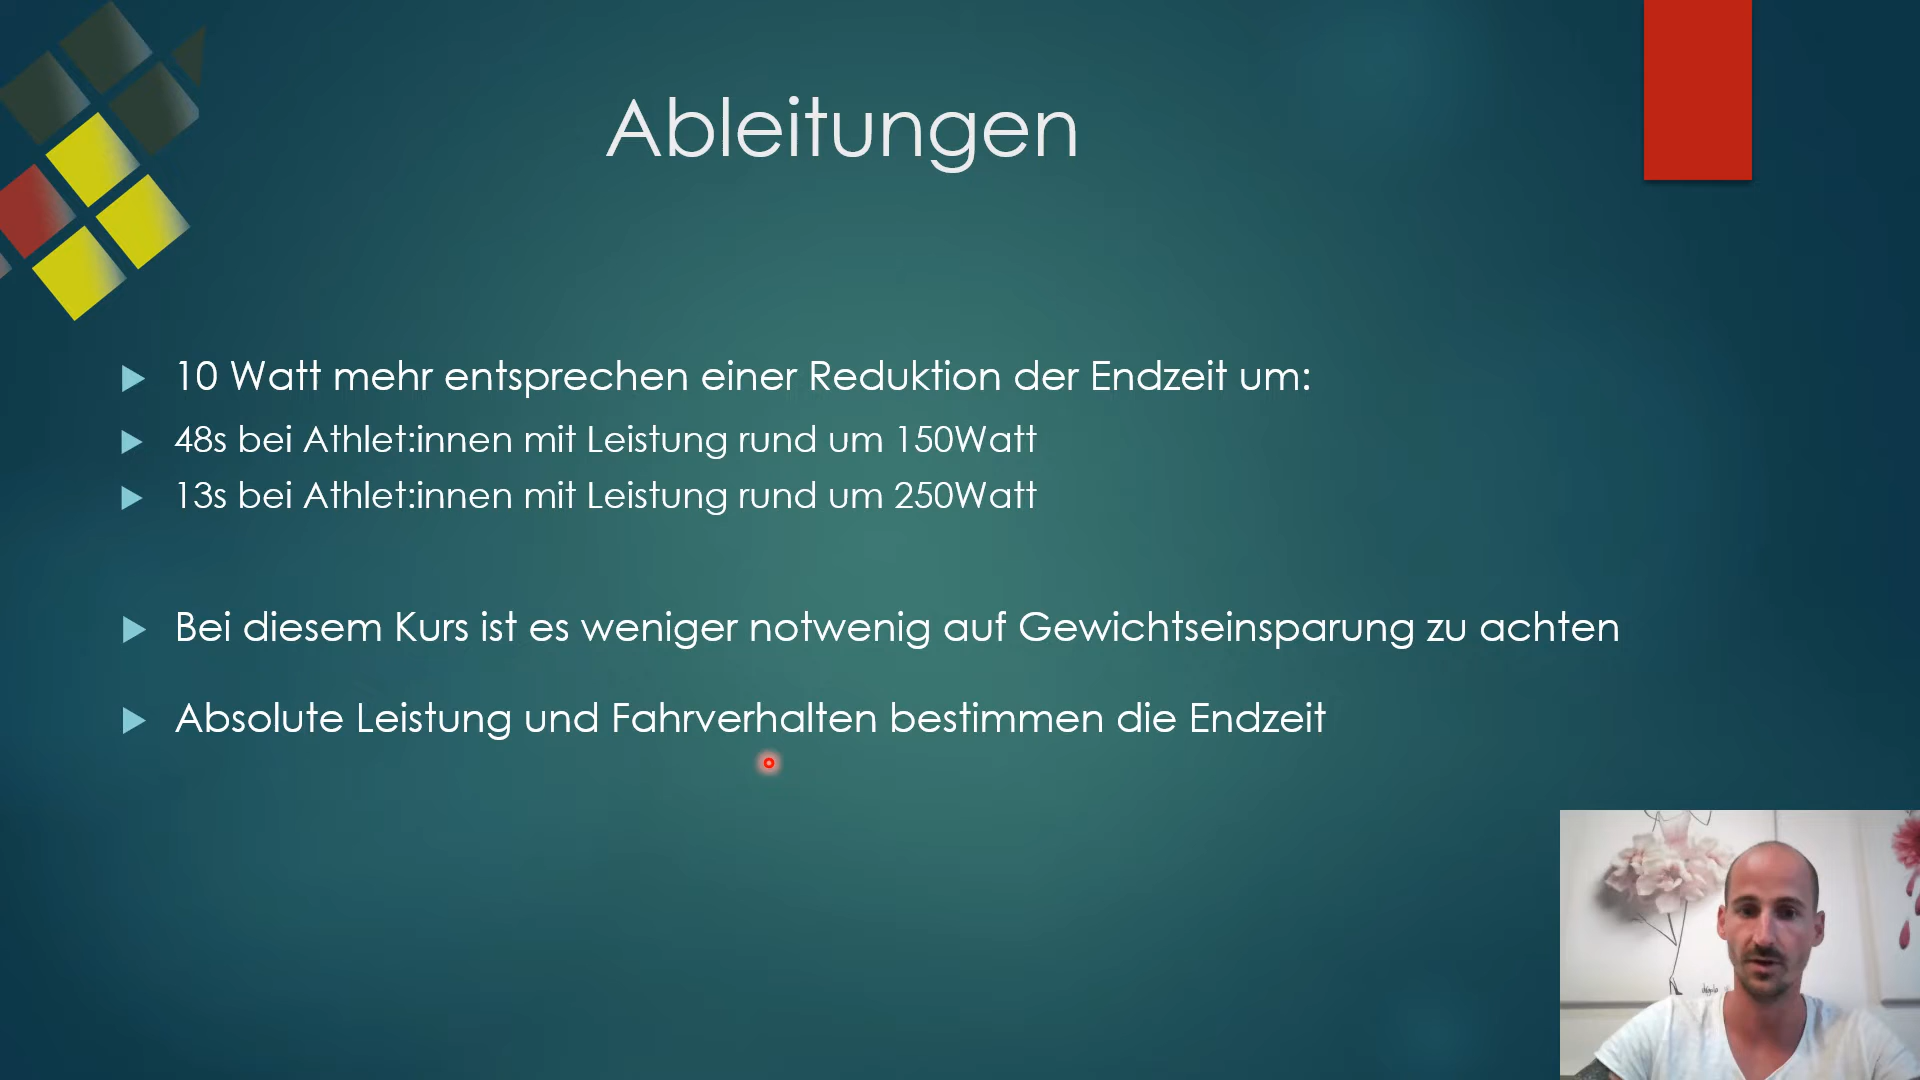 Ableitungen
10 Watt mehr entsprechen einer Reduktion der Endzeit um:
48s bei Athlet:innen mit Leistung rund um 150Watt
13s bei Athlet:innen mit Leistung rund um 250Watt
Bei diesem Kurs ist es weniger notwenig auf Gewichtseinsparung zu achten
Absolute Leistung und Fahrverhalten bestimmen die Endzeit